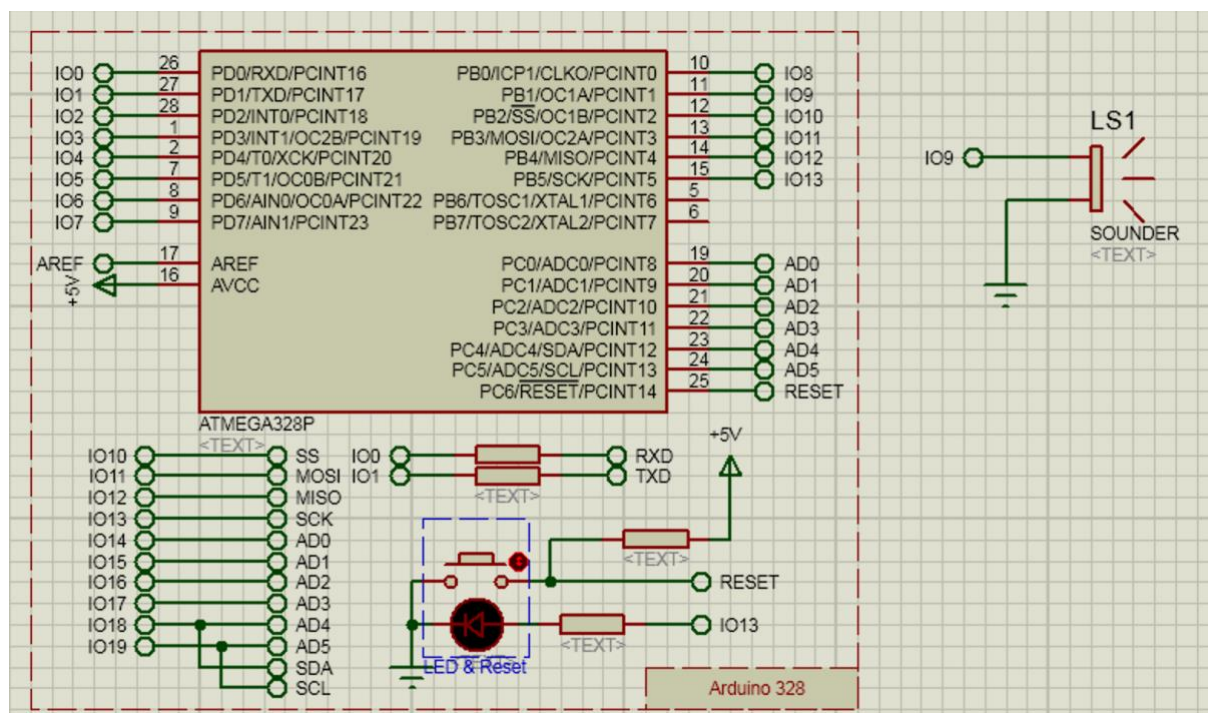 IO0 26 PD0/RXD/PCINT16 PB0/ICP1/CLKO/PCINT0 10 IO8
IO1 27 PD1/TXD/PCINT17 PB1/OC1A/PCINT1 11 IO9
IO2 28 PD2/INT0/PCINT18 PB2/SS/OC1B/PCINT2 12 IO10
IO3 1 PD3/INT1/OC2B/PCINT19 PB3/MOSI/OC2A/PCINT3 13 IO11
IO4 2 PD4/T0/XCK/PCINT20 PB4/MISO/PCINT4 14 IO12
IO5 7 PD5/T1/OC0B/PCINT21 PB5/SCK/PCINT5 15 IO13
IO6 8 PD6/AIN0/OC0A/PCINT22 PB6/TOSC1/XTAL1/PCINT6 5
IO7 9 PD7/AIN1/PCINT23 PB7/TOSC2/XTAL2/PCINT7 6
AREF 17 AREF PC0/ADC0/PCINT8 19 AD0
+5V 16 AVCC PC1/ADC1/PCINT9 20 AD1
PC2/ADC2/PCINT10 21 AD2
PC3/ADC3/PCINT11 22 AD3
PC4/ADC4/SDA/PCINT12 23 AD4
PC5/ADC5/SCL/PCINT13 24 AD5
PC6/RESET/PCINT14 25 RESET
ATMEGA328P
<TEXT>
LS1
IO9
SOUNDER
<TEXT>
IO10 SS
IO11 MOSI
IO12 MISO
IO13 SCK
IO14 AD0
IO15 AD1
IO16 AD2
IO17 AD3
IO18 AD4
IO19 AD5
SDA
SCL
IO0 RXD
IO1 TXD
<TEXT>
+5V
<TEXT>
RESET
IO13
<TEXT>
LED & Reset
Arduino 328